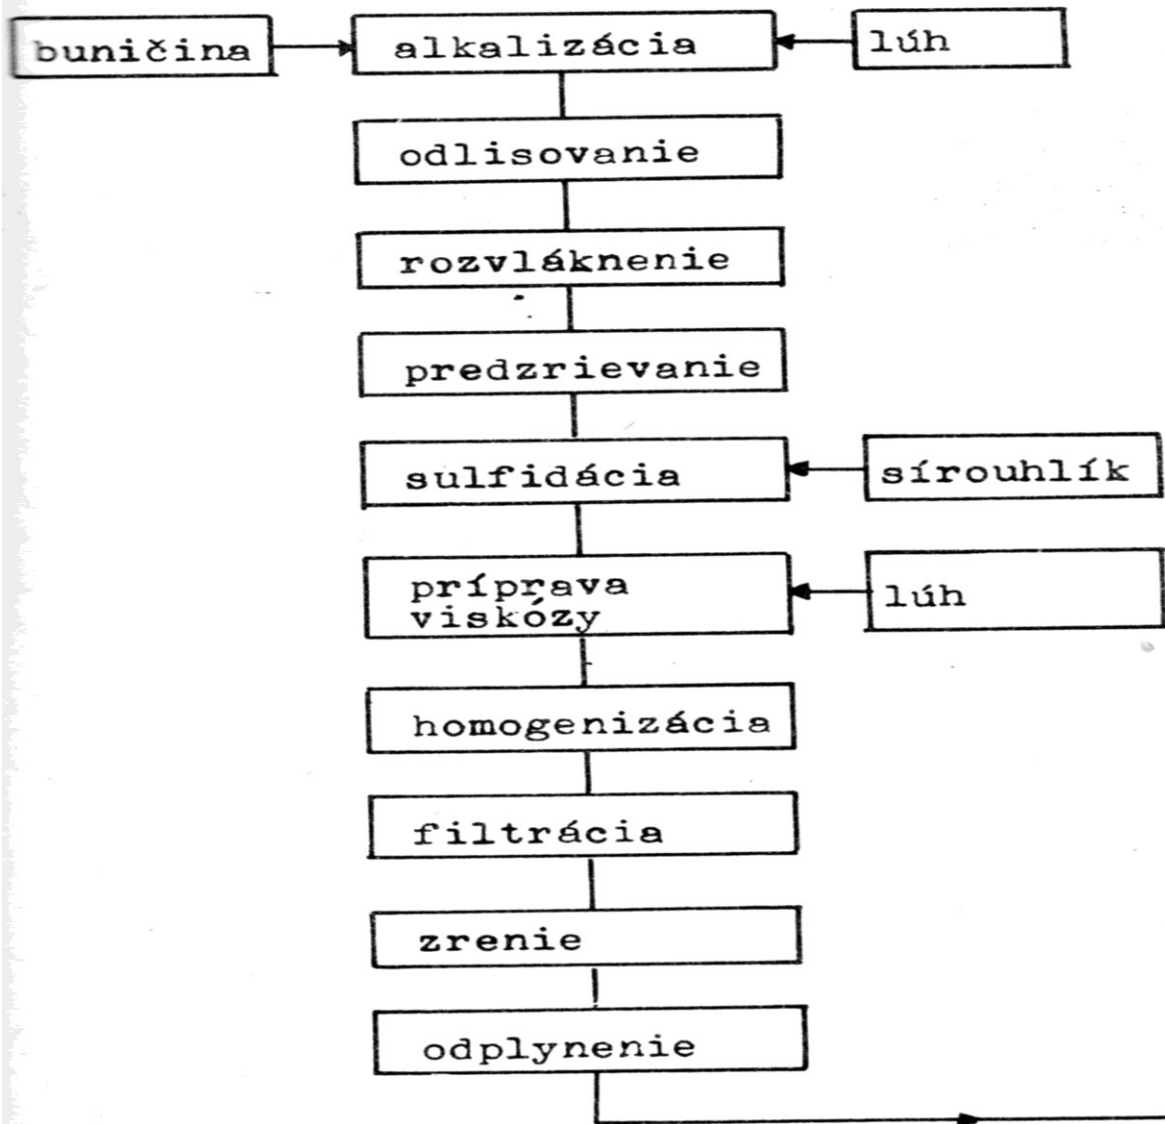 buničina
alkalizácia
lúh
odlisovanie
rozvláknenie
predzrievanie
sulfidácia
sírouhlík
príprava
viskózy
lúh
homogenizácia
filtrácia
zrenie
odplynenie